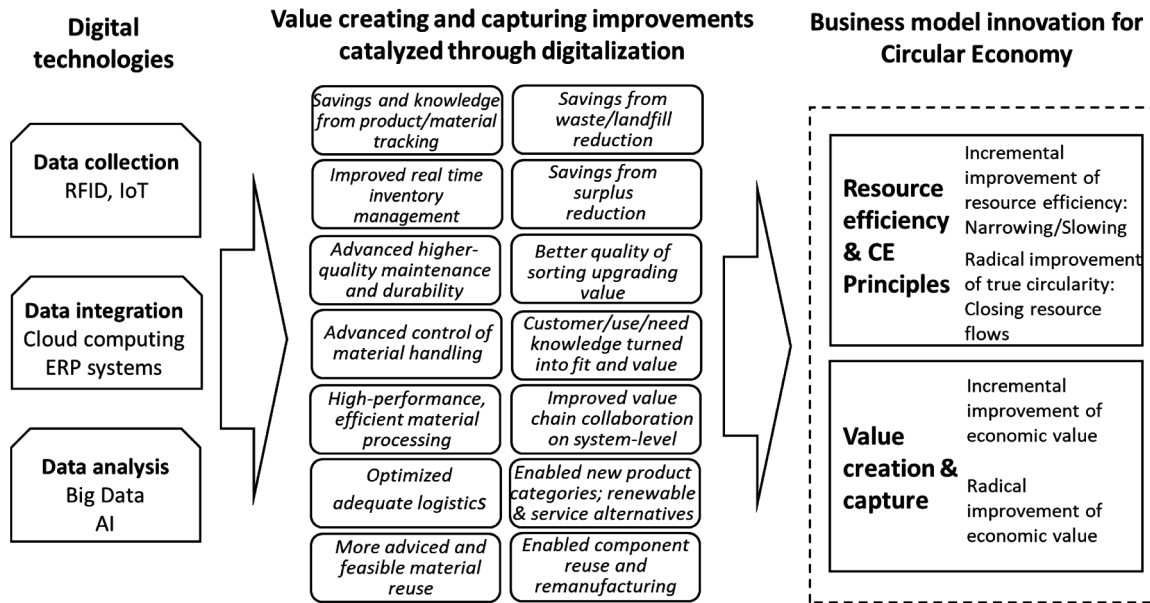 Digital
technologies
Data collection
RFID, IoT
Data integration
Cloud computing
ERP systems
Data analysis
Big Data
AI
Value creating and capturing improvements
catalyzed through digitalization
Savings and knowledge
from product/material
tracking
Savings from
waste/landfill
reduction
Improved real time
inventory
management
Savings from
surplus
reduction
Advanced higher-
quality maintenance
and durability
Better quality of
sorting upgrading
value
Advanced control of
material handling
Customer/use/need
knowledge turned
into fit and value
High-performance,
efficient material
processing
Improved value
chain collaboration
on system-level
Optimized
adequate logistics
Enabled new product
categories; renewable
& service alternatives
More adviced and
feasible material
reuse
Enabled component
reuse and
remanufacturing
Business model innovation for
Circular Economy
Resource
efficiency
& CE
Principles
Incremental
improvement of
resource efficiency:
Narrowing/Slowing
Radical improvement
of true circularity:
Closing resource
flows
Value
creation &
capture
Incremental
improvement of
economic value
Radical
improvement of
economic value